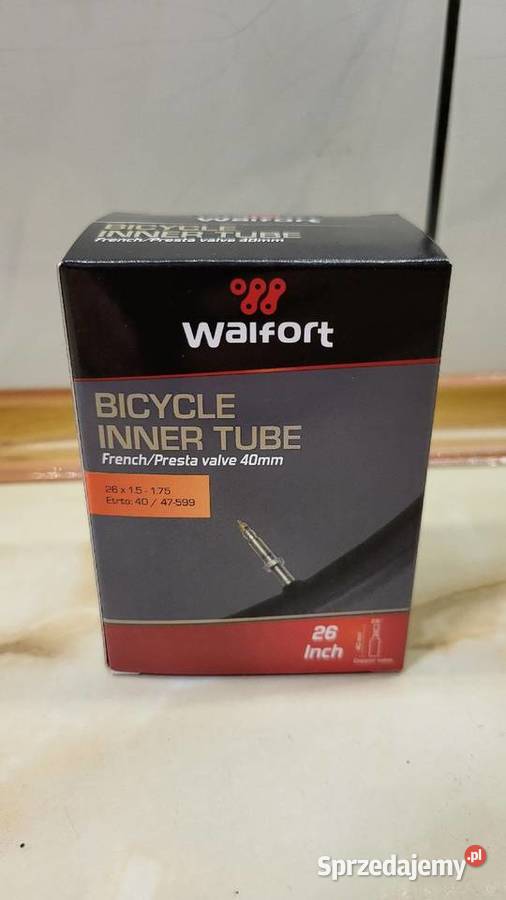 Walfort
BICYCLE
INNER TUBE
French/Presta valve 40mm
Walfort
BICYCLE
INNER TUBE
French/Presta valve 40mm
26 x 1.5 - 1.75
Etrto: 40 / 47-599
26
Inch
Sprzedajemy.pl